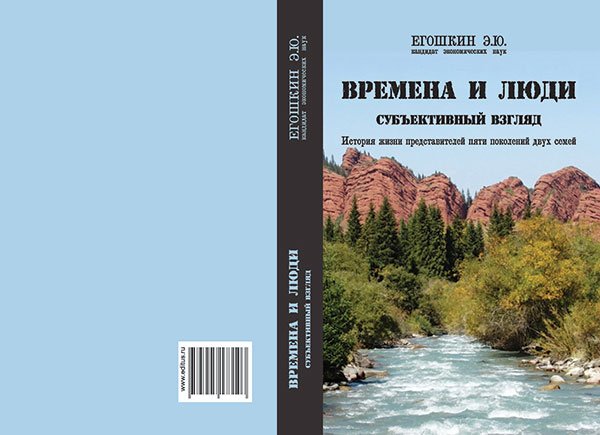 www.editus.ru
ЕГОШКИН Э.Ю.
кандидат экономических наук
ВРЕМЕНА И ЛЮДИ
СУБЪЕКТИВНЫЙ ВЗГЛЯД
ЕГОШКИН Э.Ю.
кандидат экономических наук
ВРЕМЕНА И ЛЮДИ
СУБЪЕКТИВНЫЙ ВЗГЛЯД
История жизни представителей пяти поколений двух семей